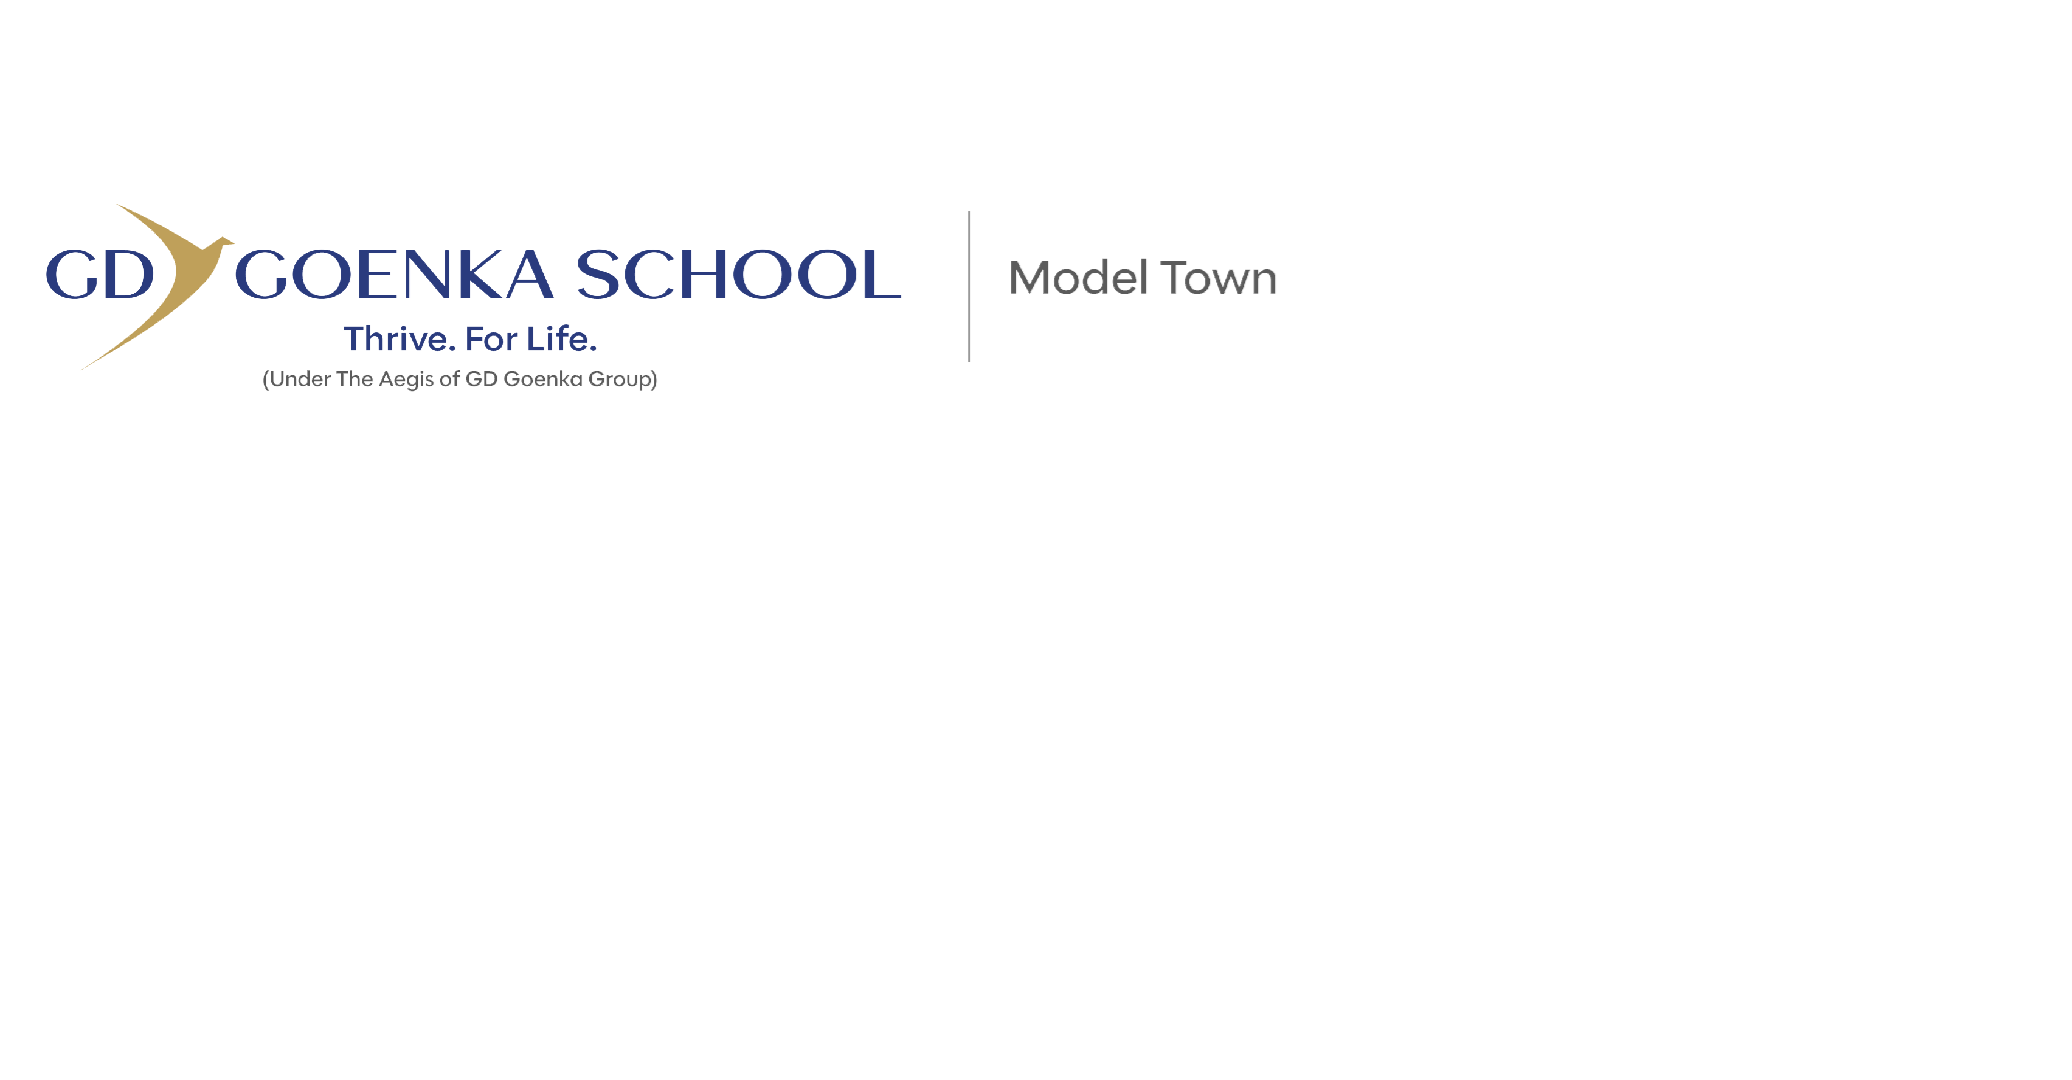 GD GOENKA SCHOOL
Thrive. For Life.
(Under The Aegis of GD Goenka Group)
Model Town